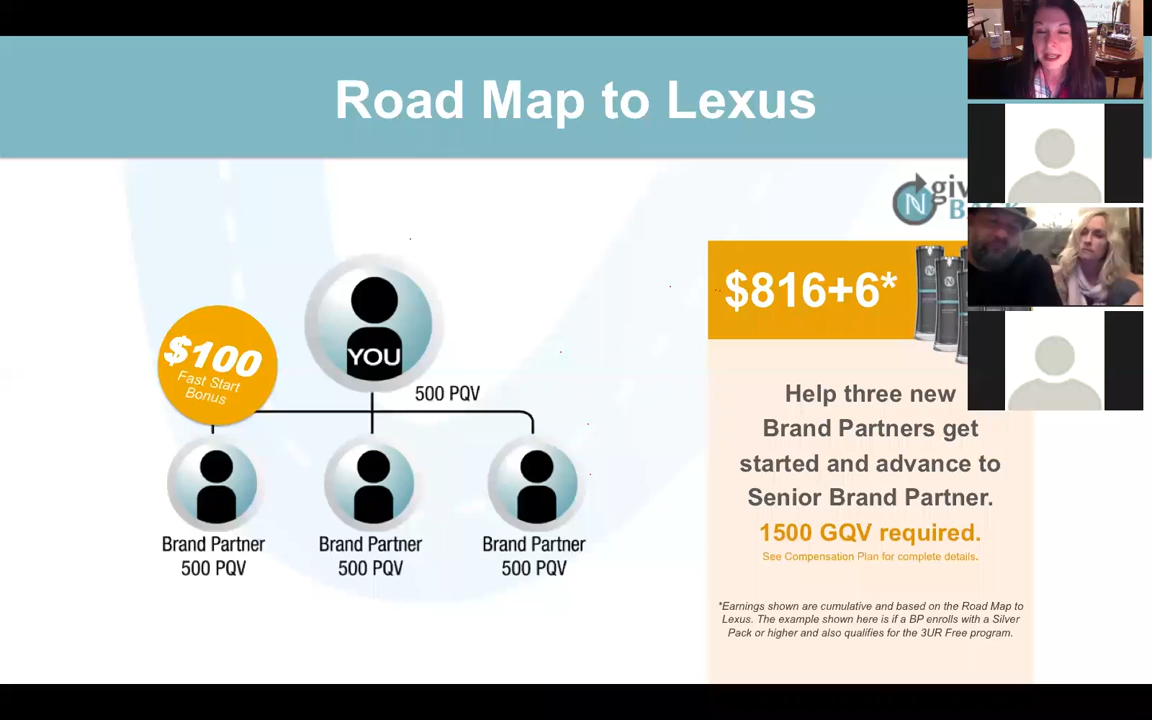 Road Map to Lexus
N
$816+6*
$100
Fast Start
Bonus
YOU
500 PQV
Brand Partner
500 PQV
Brand Partner
500 PQV
Brand Partner
500 PQV
Help three new
Brand Partners get
started and advance to
Senior Brand Partner.
1500 GQV required.
See Compensation Plan for complete details.
*Earnings shown are cumulative and based on the Road Map to
Lexus. The example shown here is if a BP enrolls with a Silver
Pack or higher and also qualifies for the 3UR Free program.